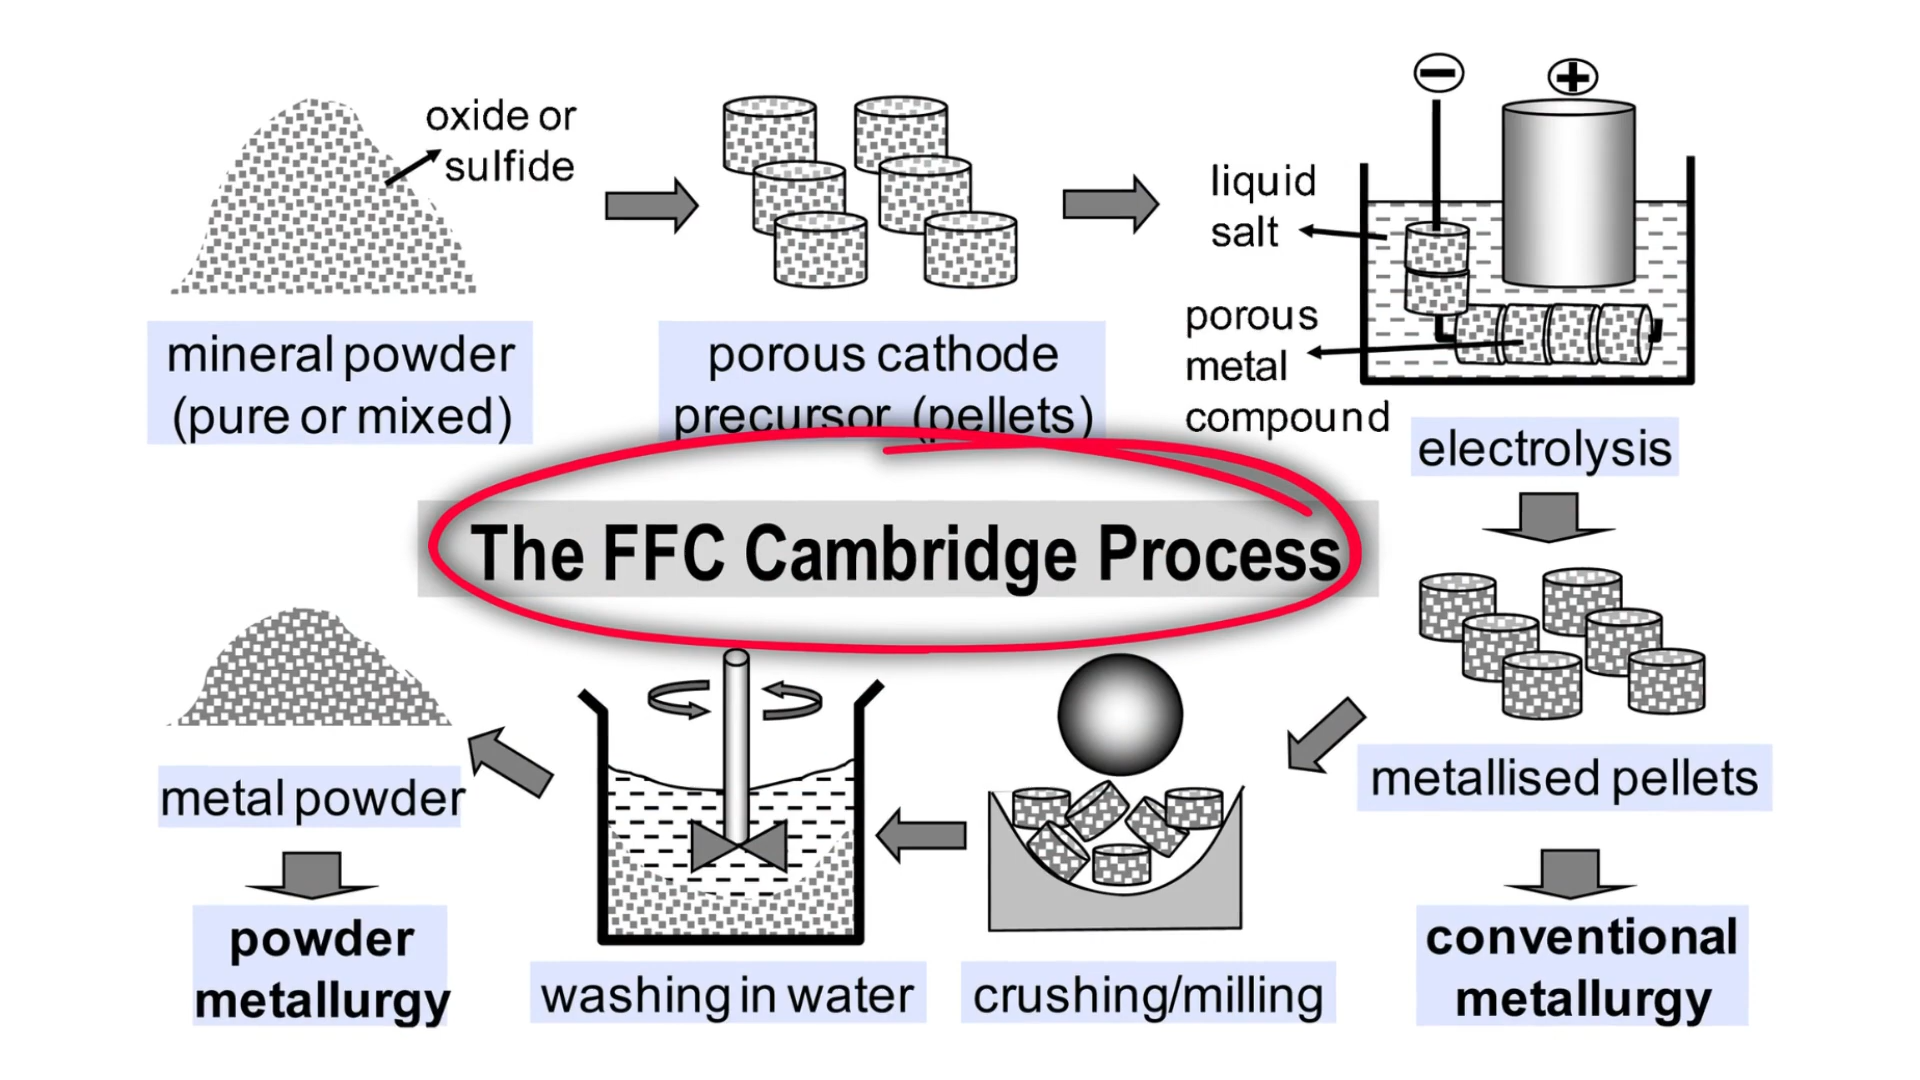 oxide or
sulfide
mineral powder
(pure or mixed)
porous cathode
precursor (pellets)
liquid
salt
porous
metal
compound
−
+
electrolysis
The FFC Cambridge Process
metallised pellets
conventional
metallurgy
crushing/milling
washing in water
metal powder
powder
metallurgy